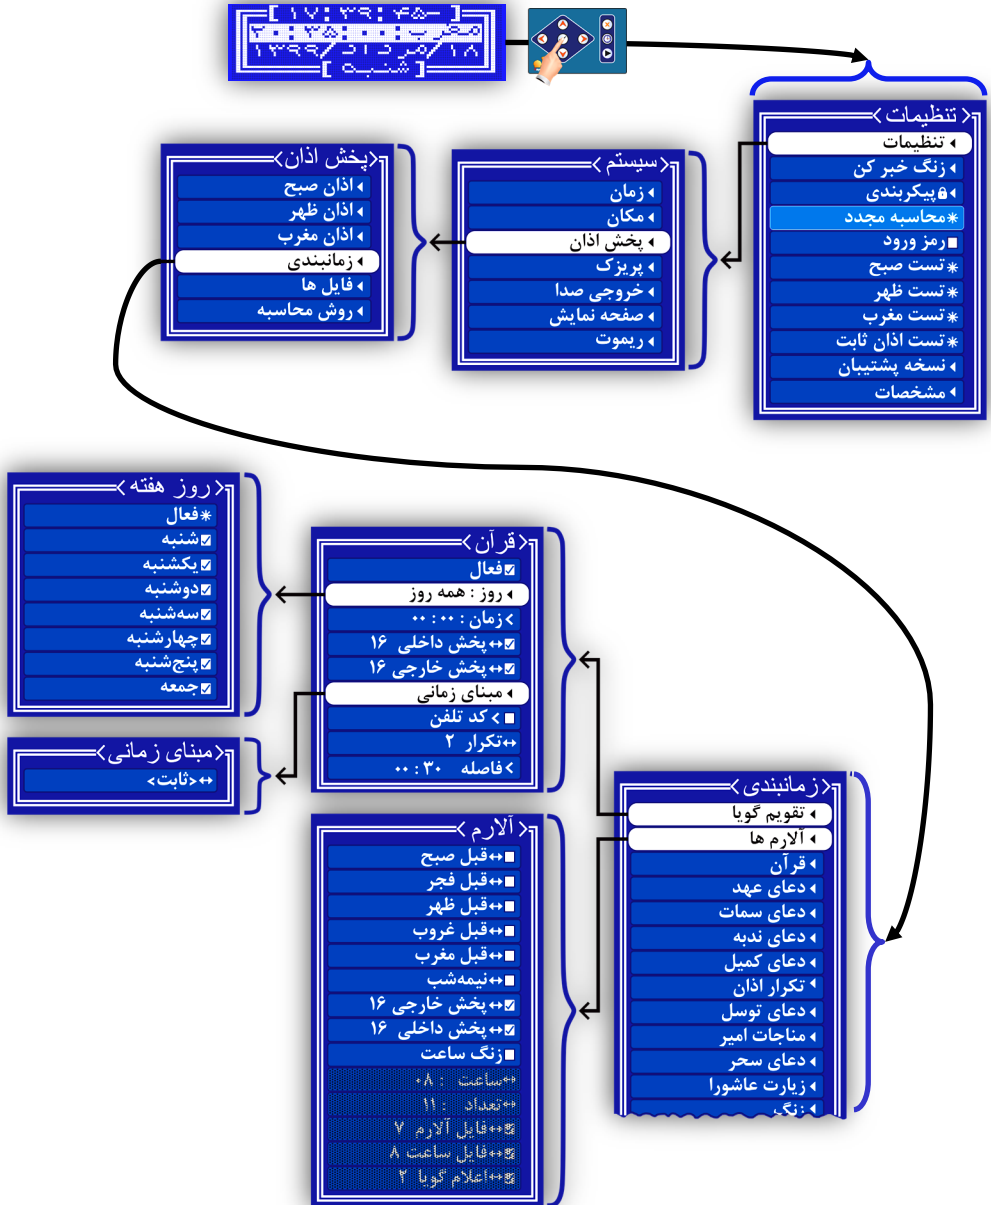 [ -۱۷:۳۹:۴۵ ]
مغرب:۲۰:۳۵:۰۰
۱۸/مرداد/۱۳۹۹
[ شنبه ]
<تنظیمات>
تنظیمات
زنگ خبر کن
پیکربندی
محاسبه مجدد
رمز ورود
تست صبح
تست ظهر
تست مغرب
تست اذان ثابت
نسخه پشتیبان
مشخصات
<سیستم>
زمان
مکان
پخش اذان
پریزک
خروجی صدا
صفحه نمایش
ریموت
<پخش اذان>
اذان صبح
اذان ظهر
اذان مغرب
زمانبندی
فایل ها
روش محاسبه
<زمانبندی>
تقویم گویا
آلارم ها
قرآن
دعای عهد
دعای سمات
دعای ندبه
دعای کمیل
تکرار اذان
دعای توسل
مناجات امیر
دعای سحر
زیارت عاشورا
زنگ
<قرآن>
فعال
روز : همه روز
زمان : ۰۰ : ۰۰
پخش داخلی ۱۶
پخش خارجی ۱۶
مبنای زمانی
کد تلفن
تکرار ۲
فاصله ۳۰ : ۰۰
<روز هفته>
فعال
شنبه
یکشنبه
دوشنبه
سه‌شنبه
چهارشنبه
پنج‌شنبه
جمعه
<مبنای زمانی>
<ثابت>
<آلارم>
قبل صبح
قبل فجر
قبل ظهر
قبل غروب
قبل مغرب
نیمه‌شب
پخش خارجی ۱۶
پخش داخلی ۱۶
زنگ ساعت
ساعت : ۰۸
تعداد : ۱۱
فایل آلارم ۷
فایل ساعت ۸
اعلام گویا ۲